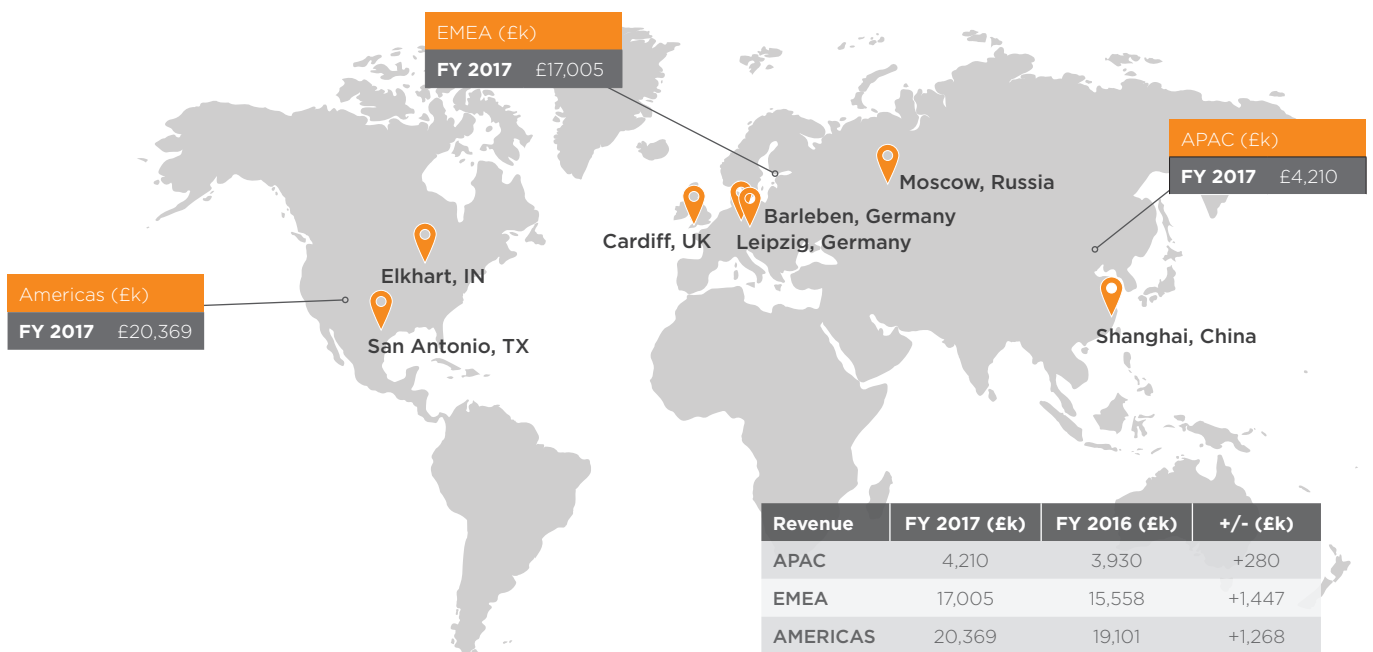 EMEA (£k)
FY 2017 £17,005
APAC (£k)
FY 2017 £4,210
Moscow, Russia
Barleben, Germany
Cardiff, UK
Leipzig, Germany
Elkhart, IN
Americas (£k)
FY 2017 £20,369
San Antonio, TX
Shanghai, China
Revenue FY 2017 (£k) FY 2016 (£k) +/- (£k)
APAC 4,210 3,930 +280
EMEA 17,005 15,558 +1,447
AMERICAS 20,369 19,101 +1,268